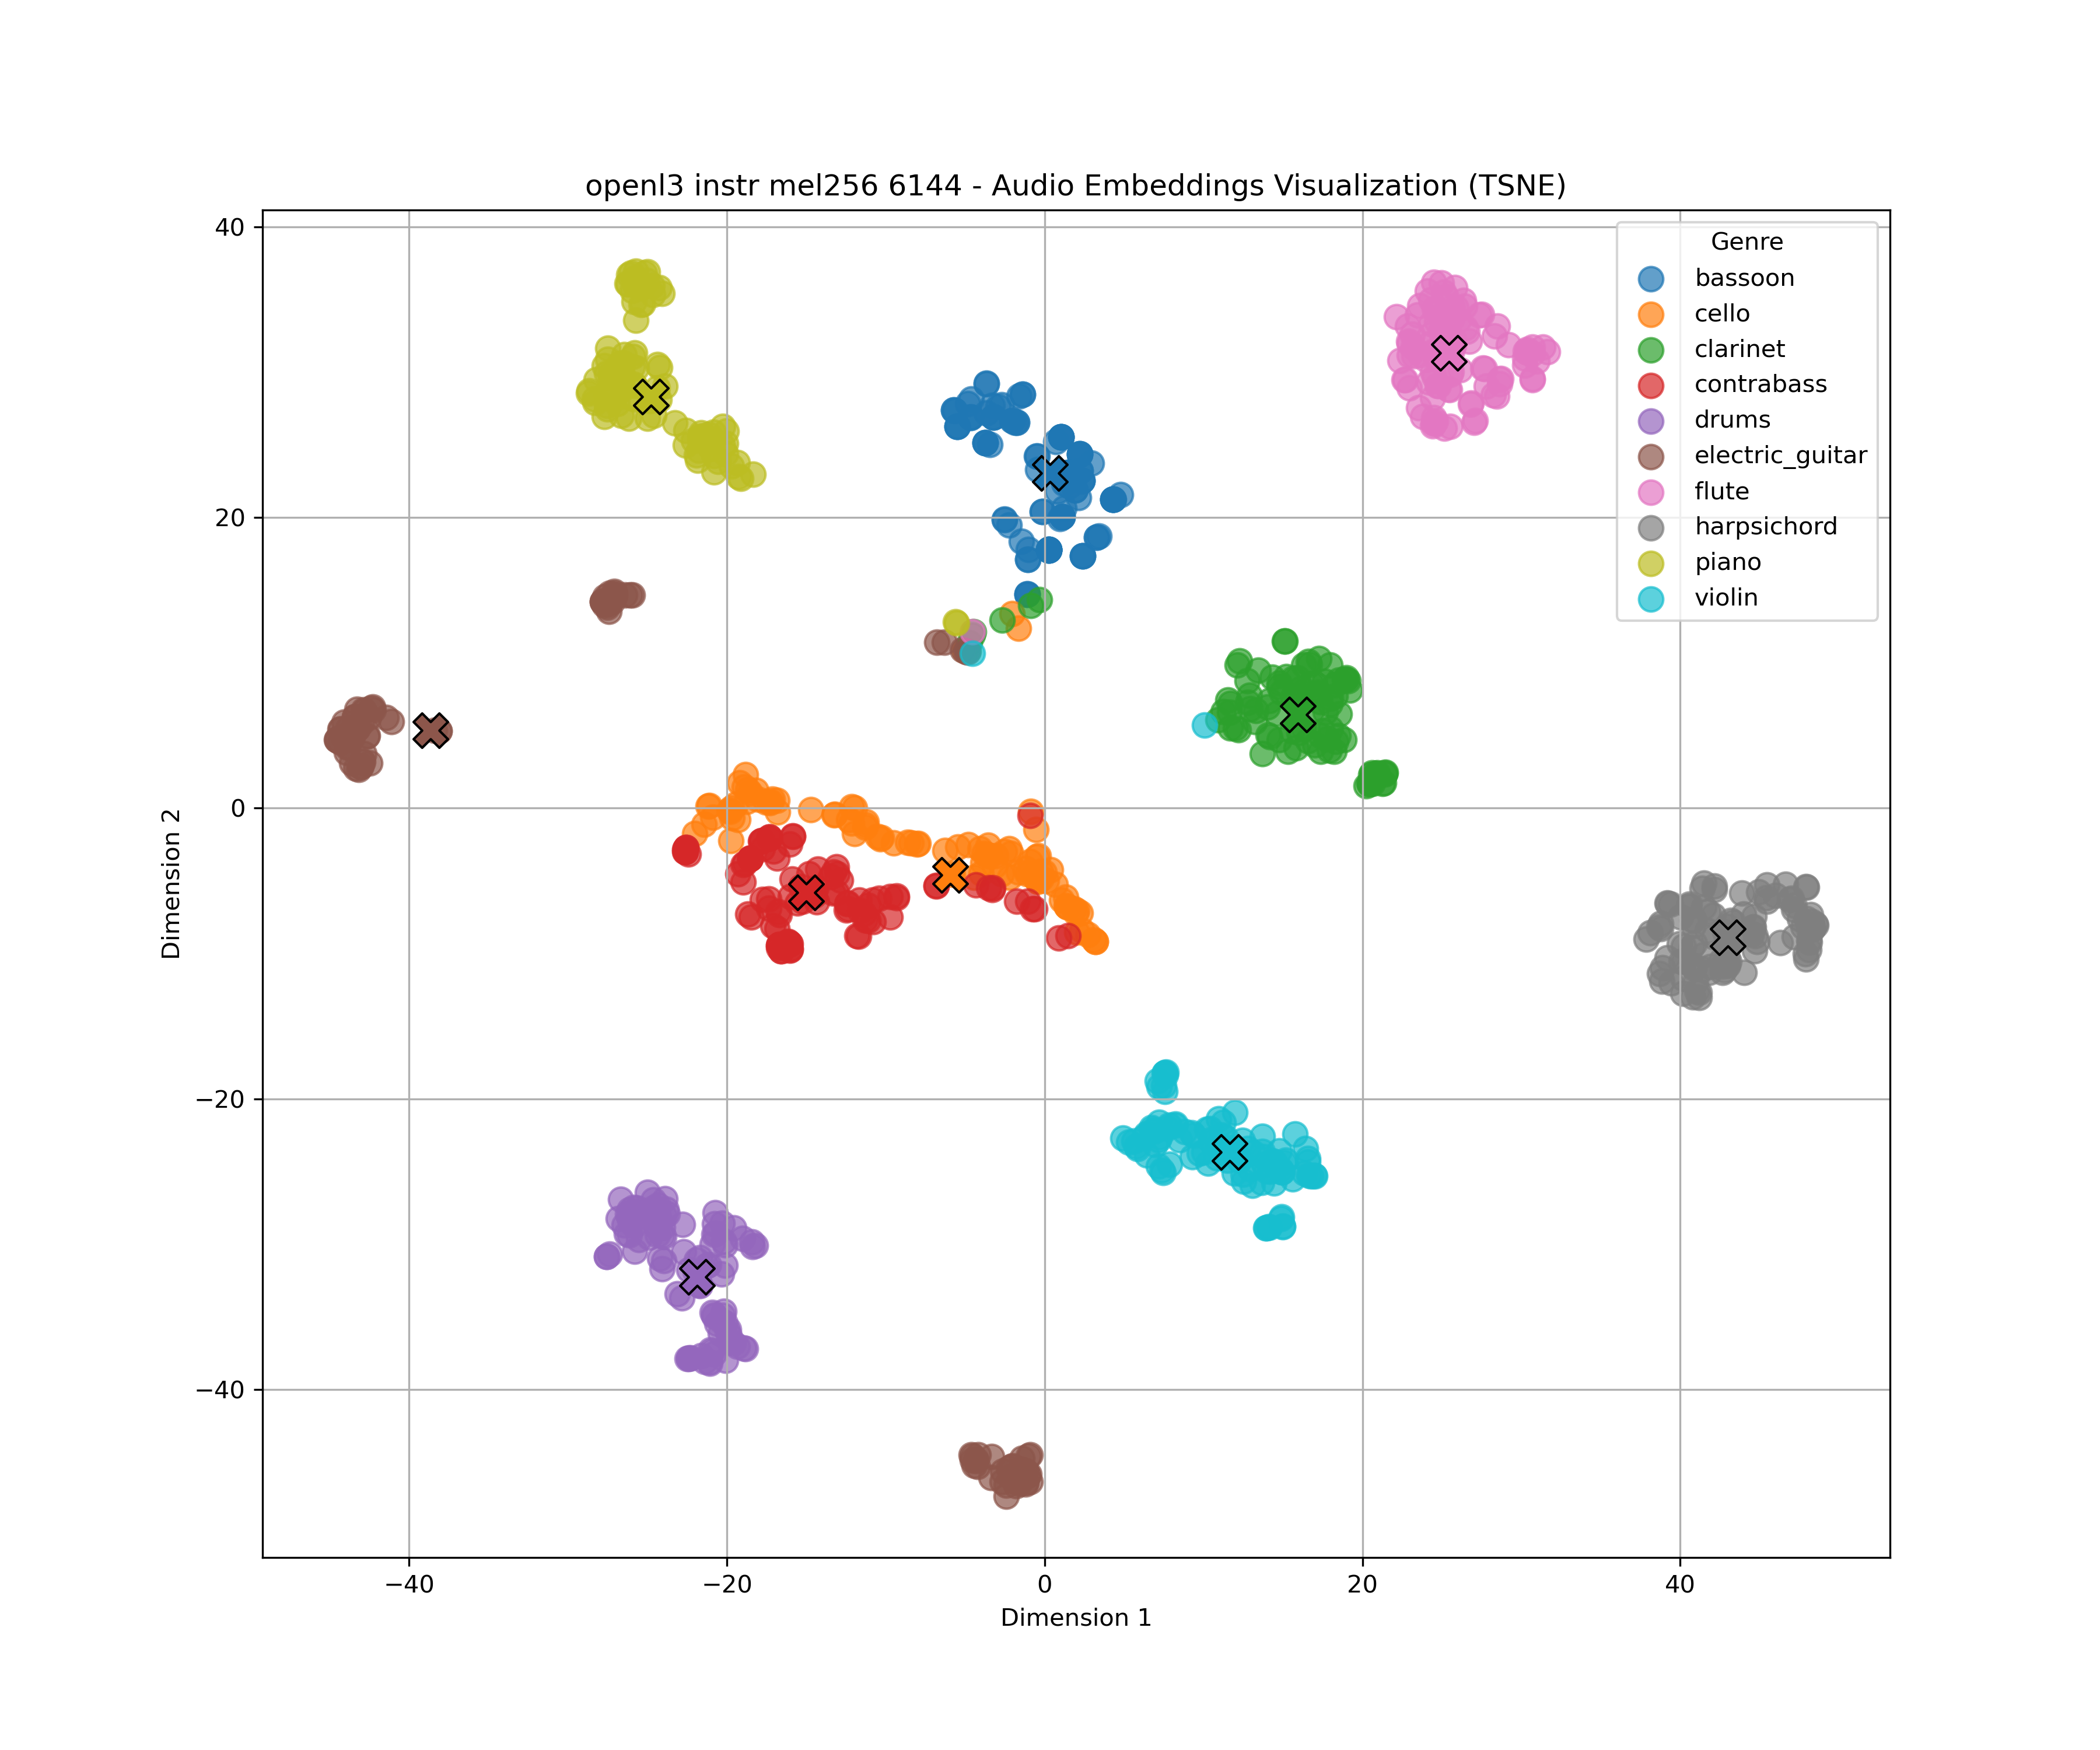 openl3 instr mel256 6144 - Audio Embeddings Visualization (TSNE)
Genre
bassoon
cello
clarinet
contrabass
drums
electric_guitar
flute
harpsichord
piano
violin
40
20
0
−20
−40
Dimension 2
−40
−20
0
20
40
Dimension 1